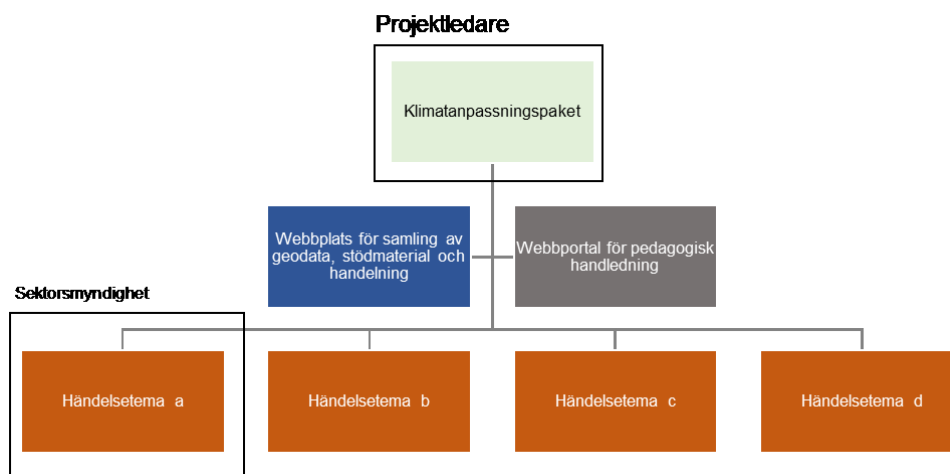 Projektledare
Klimatanpassningspaket
Webbplats för samling av
geodata, stödmaterial och
handelning
Webbportal för pedagogisk
handledning
Sektorsmyndighet
Händelsetema a
Händelsetema b
Händelsetema c
Händelsetema d